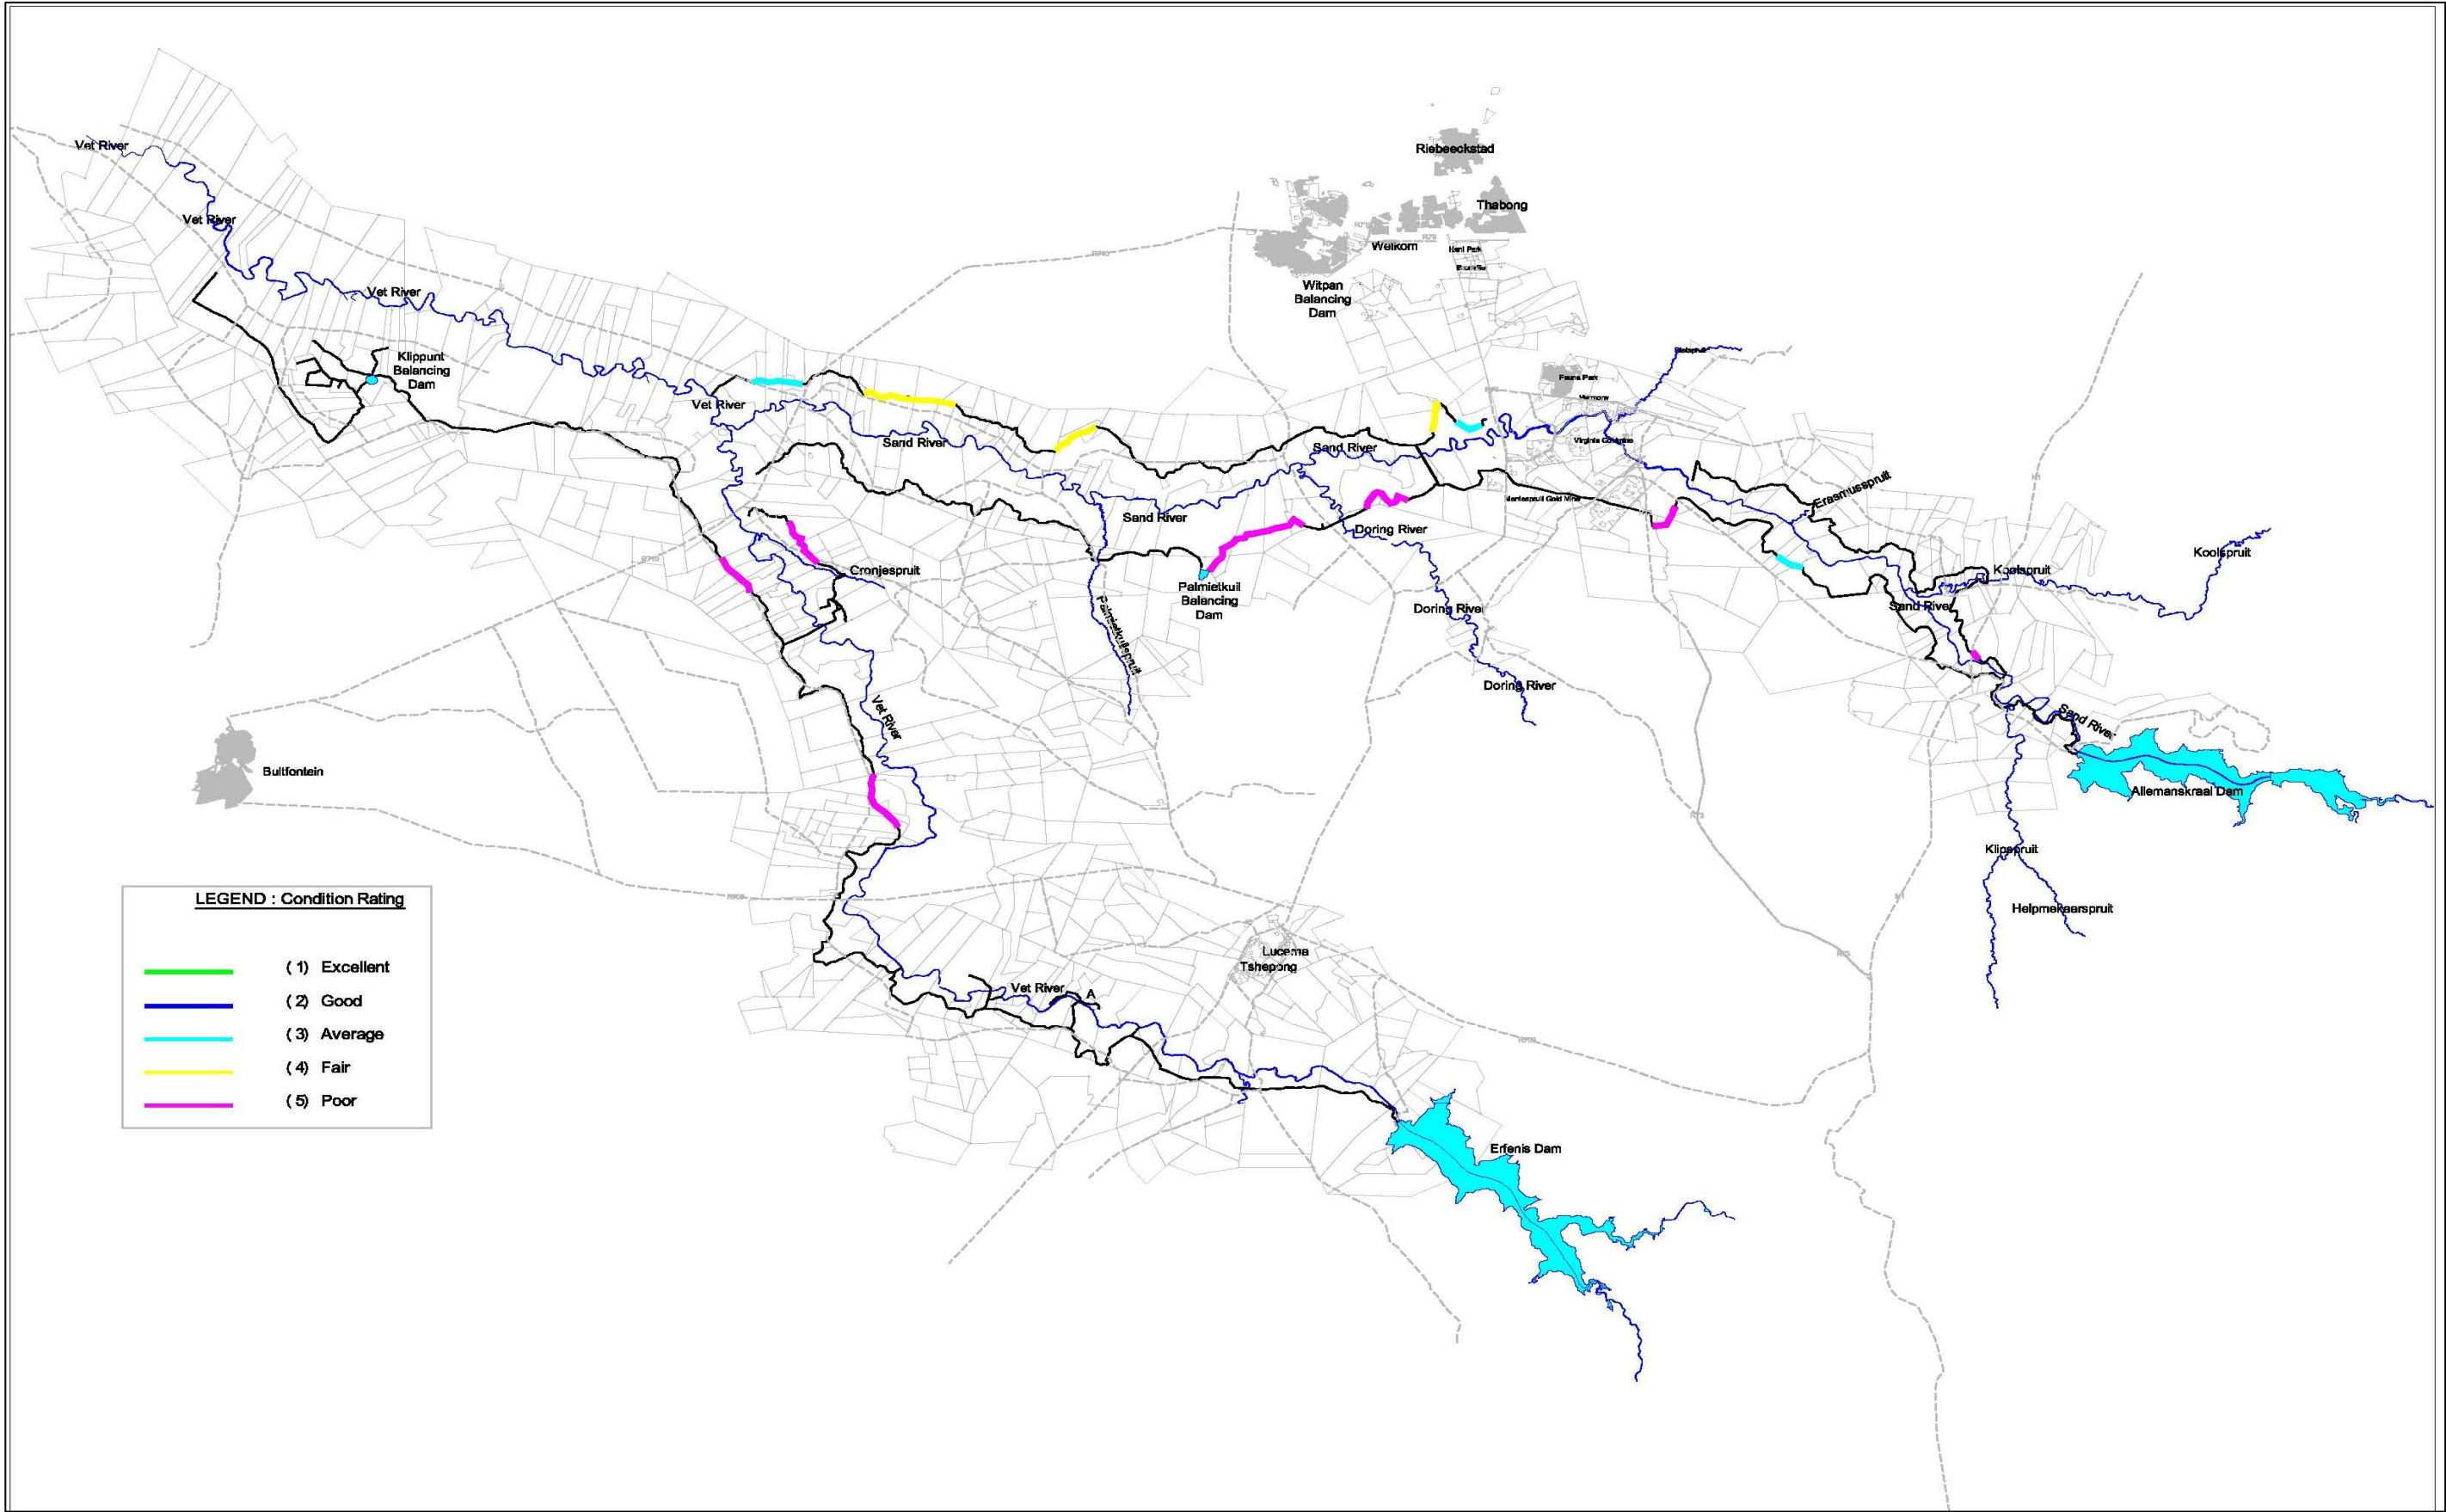 Riebeeckstad
Vet River
Thabong
Vet River
Welkom
Witpan
Balancing
Dam
Vet River
Klippunt
Balancing
Dam
Fauna Park
Vet River
Sand River
Sand River
Erasmusspruit
Sand River
Doring River
Koolspruit
Cronjespruit
Koolspruit
Palmietkuil
Balancing
Dam
Doring River
Sand River
Palmietkuilspruit
Doring River
Vet River
Sand River
Bultfontein
Allemanskraal Dam
Klipspruit
LEGEND : Condition Rating
Helpmekaarspruit
Lucerna
Tshepong
( 1) Excellent
Vet River
A
( 2) Good
( 3) Average
( 4) Fair
( 5) Poor
Erfenis Dam